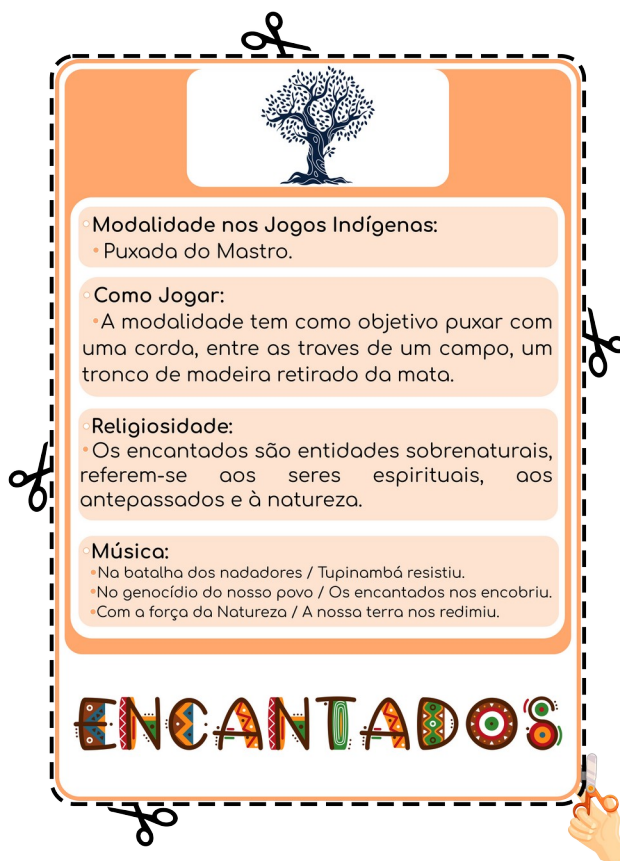 Modalidade nos Jogos Indígenas:
Puxada do Mastro.
Como Jogar:
A modalidade tem como objetivo puxar com
uma corda, entre as traves de um campo, um
tronco de madeira retirado da mata.
Religiosidade:
Os encantados são entidades sobrenaturais,
referem-se aos seres espirituais, aos
antepassados e à natureza.
Música:
Na batalha dos nadadores / Tupinambá resistiu.
No genocídio do nosso povo / Os encantados nos encobriu.
Com a força da Natureza / A nossa terra nos redimiu.
ENCANTADOS